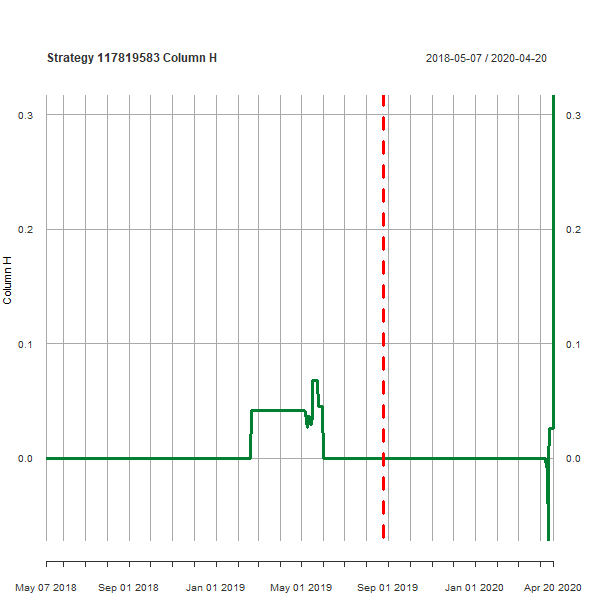 Strategy 117819583 Column H
2018-05-07 / 2020-04-20
0.3 0.3
0.2 0.2
0.1 0.1
0.0 0.0
Column H
May 07 2018 Sep 01 2018 Jan 01 2019 May 01 2019 Sep 01 2019 Jan 01 2020 Apr 20 2020